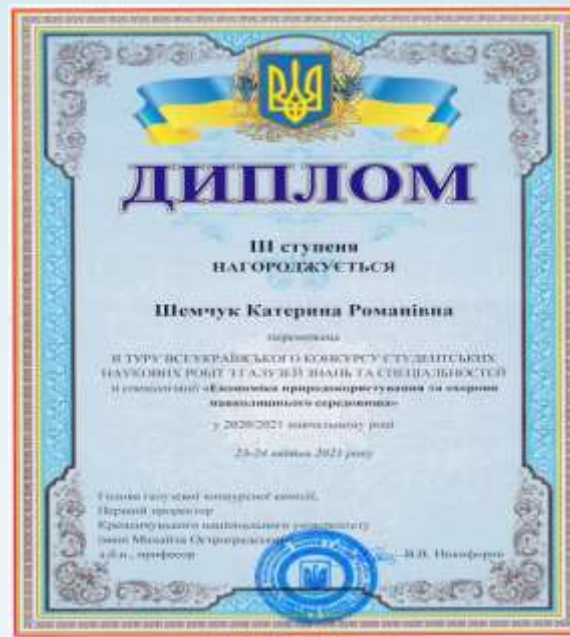 ДИПЛОМ
ІІІ ступеня
НАГОРОДЖУЄТЬСЯ
Шемчук Катерина Романівна
переможець
ІІ ТУРУ ВСЕУКРАЇНСЬКОГО КОНКУРСУ СТУДЕНТСЬКИХ
НАУКОВИХ РОБІТ З ГАЛУЗЕЙ ЗНАНЬ ТА СПЕЦІАЛЬНОСТЕЙ
зі спеціалізації «Економіка природокористування та охорони
навколишнього середовища»
у 2020/2021 навчальному році
23-24 квітня 2021 року
Голова галузевої конкурсної комісії,
Перший проректор
Кременчуцького національного університету
імені Михайла Остроградського
д.б.н., професор В.В. Никифоров